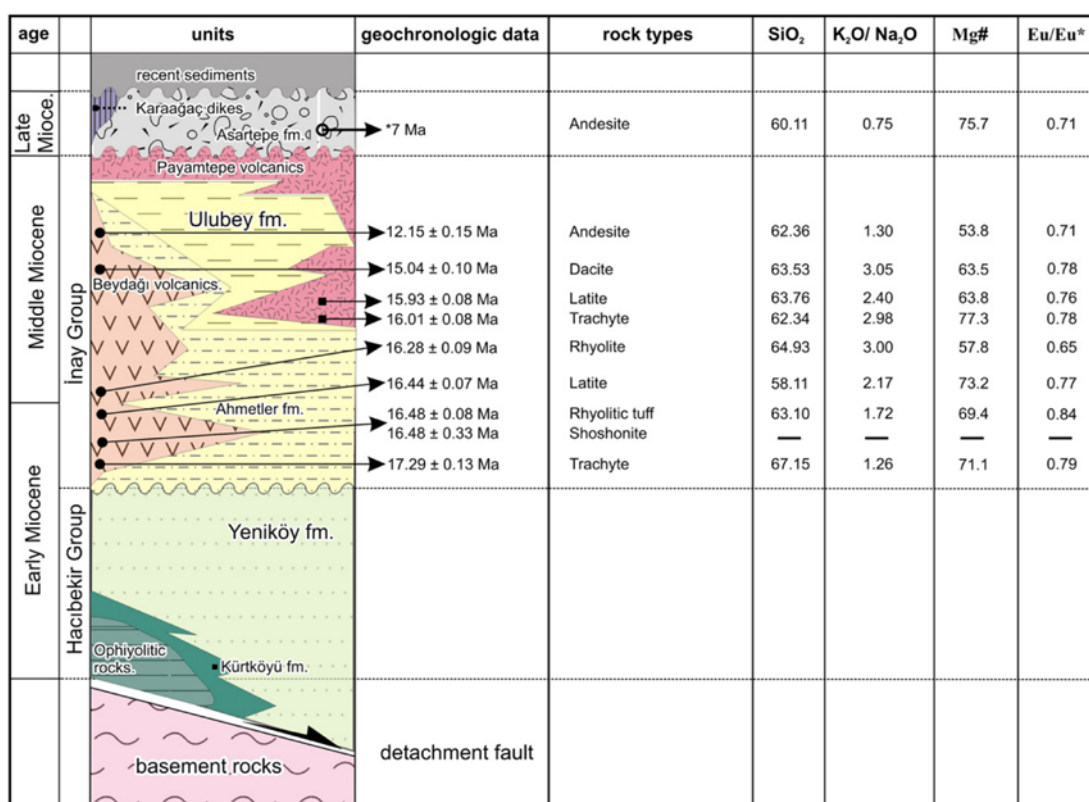 age units geochronologic data rock types SiO₂ K₂O/ Na₂O Mg# Eu/Eu*
recent sediments
Late Mioce.
Karaağaç dikes
Asartepe fm.
*7 Ma Andesite 60.11 0.75 75.7 0.71
Middle Miocene
İnay Group
Payamtepe volcanics
Ulubey fm.
12.15 ± 0.15 Ma Andesite 62.36 1.30 53.8 0.71
15.04 ± 0.10 Ma Dacite 63.53 3.05 63.5 0.78
Beydağı volcanics.
15.93 ± 0.08 Ma Latite 63.76 2.40 63.8 0.76
16.01 ± 0.08 Ma Trachyte 62.34 2.98 77.3 0.78
16.28 ± 0.09 Ma Rhyolite 64.93 3.00 57.8 0.65
16.44 ± 0.07 Ma Latite 58.11 2.17 73.2 0.77
Early Miocene
Ahmetler fm.
16.48 ± 0.08 Ma Rhyolitic tuff 63.10 1.72 69.4 0.84
16.48 ± 0.33 Ma Shoshonite — — — —
17.29 ± 0.13 Ma Trachyte 67.15 1.26 71.1 0.79
Hacıbekir Group
Yeniköy fm.
Ophiyolitic
rocks.
Kürtköyü fm.
detachment fault
basement rocks